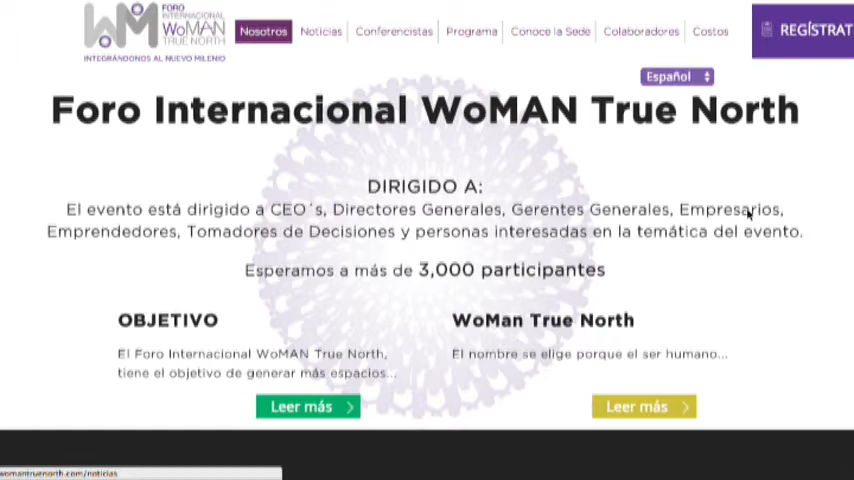 FORO
INTERNACIONAL
WoMAN
TRUE NORTH
INTEGRÁNDONOS AL NUEVO MILENIO
Nosotros
Noticias
Conferencistas
Programa
Conoce la Sede
Colaboradores
Costos
REGÍSTRAT
Español
Foro Internacional WoMAN True North
DIRIGIDO A:
El evento está dirigido a CEO´s, Directores Generales, Gerentes Generales, Empresarios,
Emprendedores, Tomadores de Decisiones y personas interesadas en la temática del evento.
Esperamos a más de 3,000 participantes
OBJETIVO
El Foro Internacional WoMAN True North,
tiene el objetivo de generar más espacios...
Leer más
WoMan True North
El nombre se elige porque el ser humano...
Leer más
womantruenorth.com/noticias